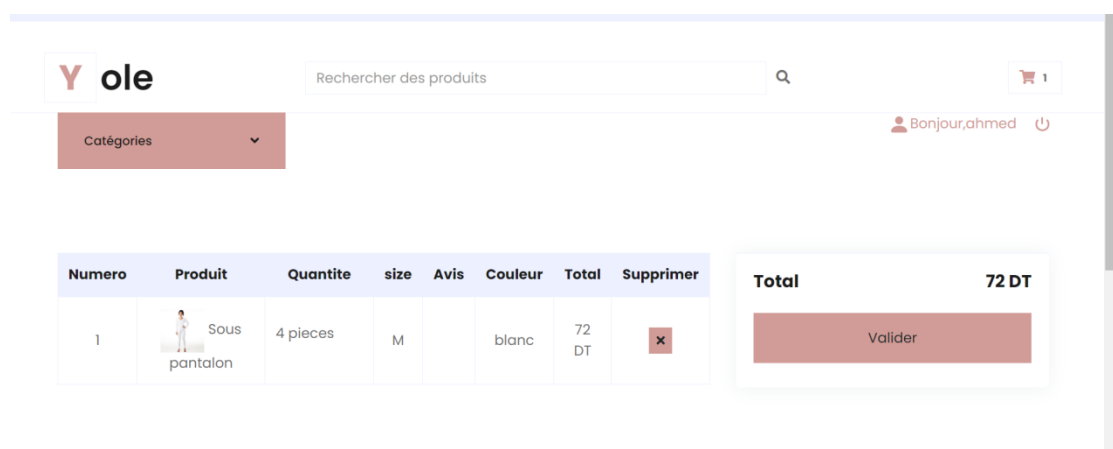 Y ole
Rechercher des produits
1
Catégories
Bonjour,ahmed
Numero Produit Quantite size Avis Couleur Total Supprimer
1 Sous pantalon 4 pieces M blanc 72 DT
Total 72 DT
Valider